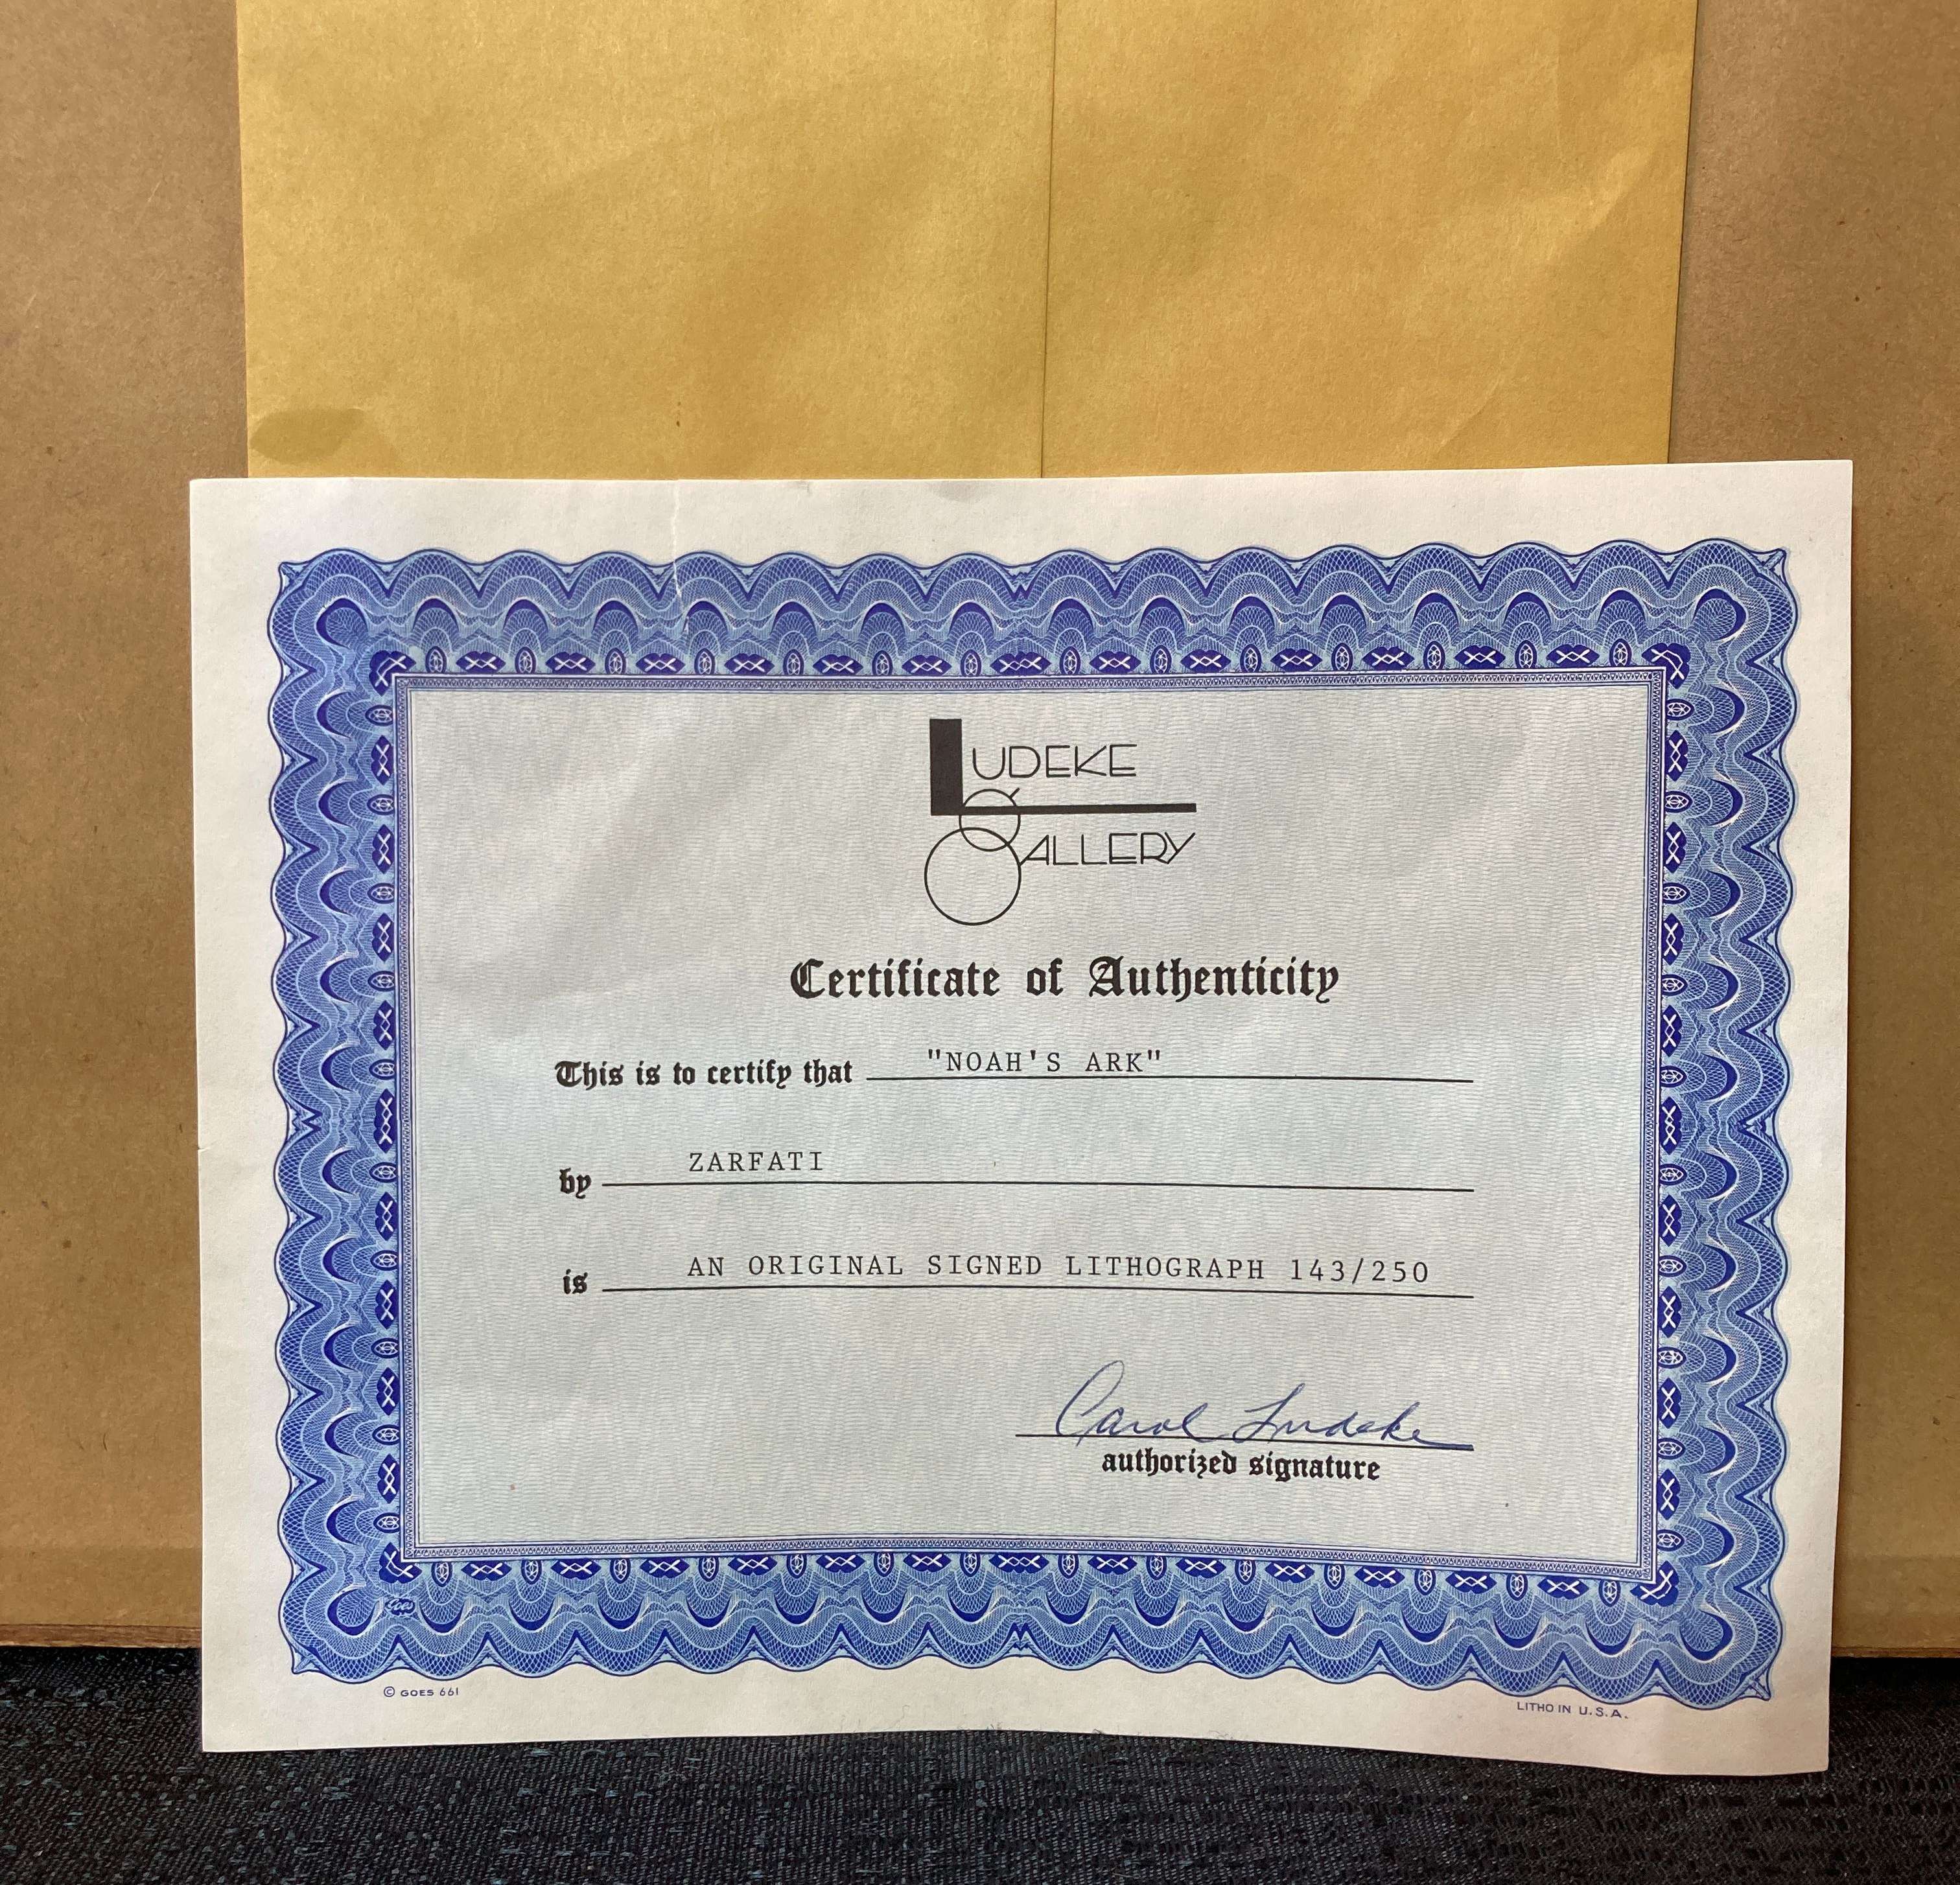 LUDEKE
GALLERY
Certificate of Authenticity
This is to certify that "NOAH'S ARK"
by ZARFATI
is AN ORIGINAL SIGNED LITHOGRAPH 143/250
Carol Ludeke
authorized signature
Goes
© GOES 661
LITHO IN U.S.A.